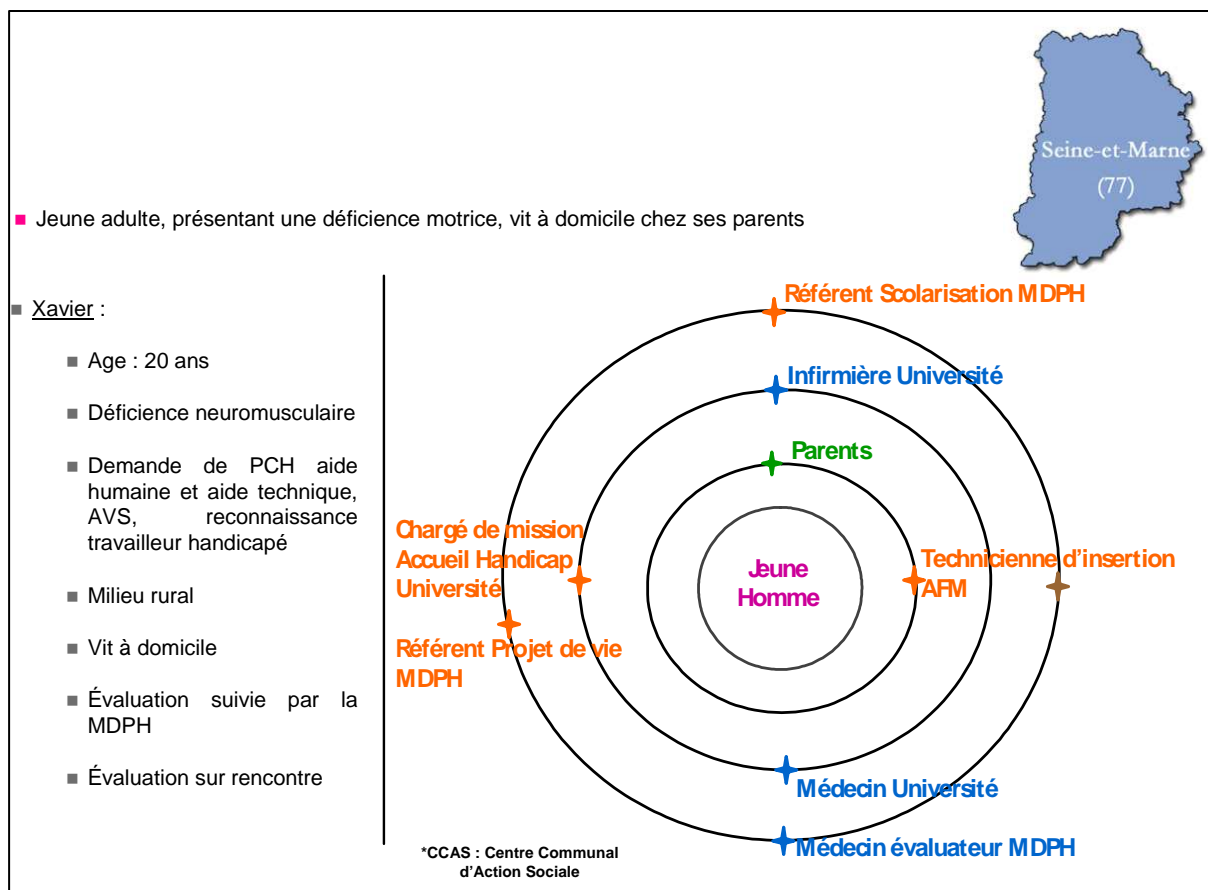 Seine-et-Marne
(77)
Jeune adulte, présentant une déficience motrice, vit à domicile chez ses parents
Xavier :
Age : 20 ans
Déficience neuromusculaire
Demande de PCH aide
humaine et aide technique,
AVS, reconnaissance
travailleur handicapé
Milieu rural
Vit à domicile
Évaluation suivie par la
MDPH
Évaluation sur rencontre
Référent Scolarisation MDPH
Infirmière Université
Parents
Chargé de mission
Accueil Handicap
Université
Technicienne d'insertion
AFM
Jeune
Homme
Référent Projet de vie
MDPH
Médecin Université
Médecin évaluateur MDPH
*CCAS : Centre Communal
d'Action Sociale